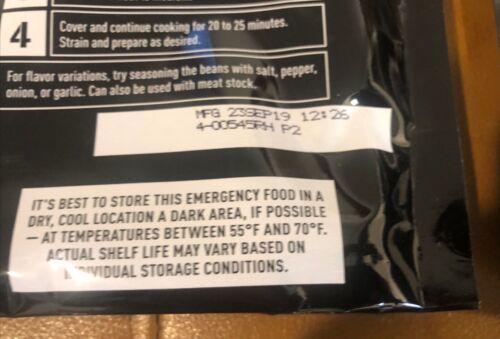 4
Cover and continue cooking for 20 to 25 minutes.
Strain and prepare as desired.
For flavor variations, try seasoning the beans with salt, pepper,
onion, or garlic. Can also be used with meat stock.
MFG 23SEP19 12:26
4-00545RH P2
IT'S BEST TO STORE THIS EMERGENCY FOOD IN A
DRY, COOL LOCATION A DARK AREA, IF POSSIBLE
— AT TEMPERATURES BETWEEN 55°F AND 70°F.
ACTUAL SHELF LIFE MAY VARY BASED ON
INDIVIDUAL STORAGE CONDITIONS.